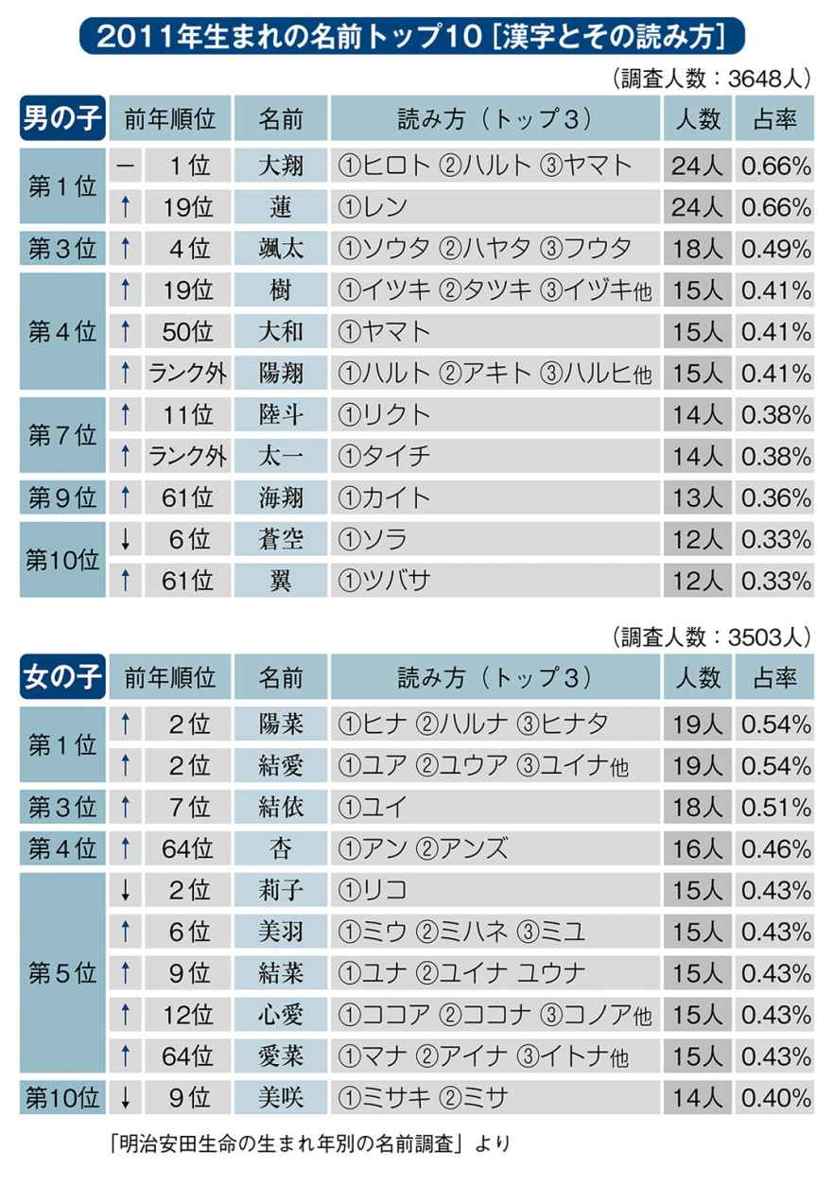 2011年生まれの名前トップ10［漢字とその読み方］
（調査人数：3648人）
男の子 前年順位 名前 読み方（トップ3） 人数 占率
第1位 － 1位 大翔 ①ヒロト ②ハルト ③ヤマト 24人 0.66%
↑ 19位 蓮 ①レン 24人 0.66%
第3位 ↑ 4位 颯太 ①ソウタ ②ハヤタ ③フウタ 18人 0.49%
第4位 ↑ 19位 樹 ①イツキ ②タツキ ③イヅキ他 15人 0.41%
↑ 50位 大和 ①ヤマト 15人 0.41%
↑ ランク外 陽翔 ①ハルト ②アキト ③ハルヒ他 15人 0.41%
第7位 ↑ 11位 陸斗 ①リクト 14人 0.38%
↑ ランク外 太一 ①タイチ 14人 0.38%
第9位 ↑ 61位 海翔 ①カイト 13人 0.36%
第10位 ↓ 6位 蒼空 ①ソラ 12人 0.33%
↑ 61位 翼 ①ツバサ 12人 0.33%
（調査人数：3503人）
女の子 前年順位 名前 読み方（トップ3） 人数 占率
第1位 ↑ 2位 陽菜 ①ヒナ ②ハルナ ③ヒナタ 19人 0.54%
↑ 2位 結愛 ①ユア ②ユウア ③ユイナ他 19人 0.54%
第3位 ↑ 7位 結依 ①ユイ 18人 0.51%
第4位 ↑ 64位 杏 ①アン ②アンズ 16人 0.46%
第5位 ↓ 2位 莉子 ①リコ 15人 0.43%
↑ 6位 美羽 ①ミウ ②ミハネ ③ミユ 15人 0.43%
↑ 9位 結菜 ①ユナ ②ユイナ ユウナ 15人 0.43%
↑ 12位 心愛 ①ココア ②ココナ ③コノア他 15人 0.43%
↑ 64位 愛菜 ①マナ ②アイナ ③イトナ他 15人 0.43%
第10位 ↓ 9位 美咲 ①ミサキ ②ミサ 14人 0.40%
「明治安田生命の生まれ年別の名前調査」より